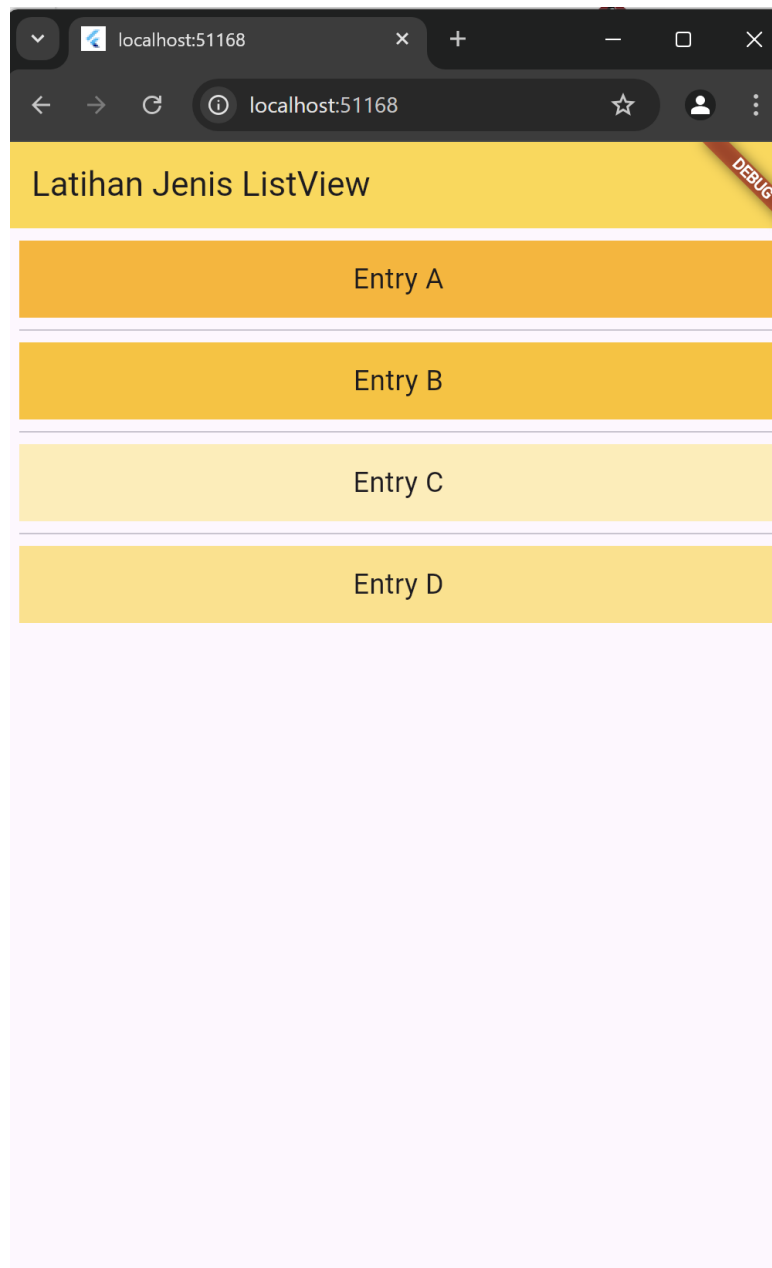 localhost:51168
localhost:51168
Latihan Jenis ListView
DEBUG
Entry A
Entry B
Entry C
Entry D